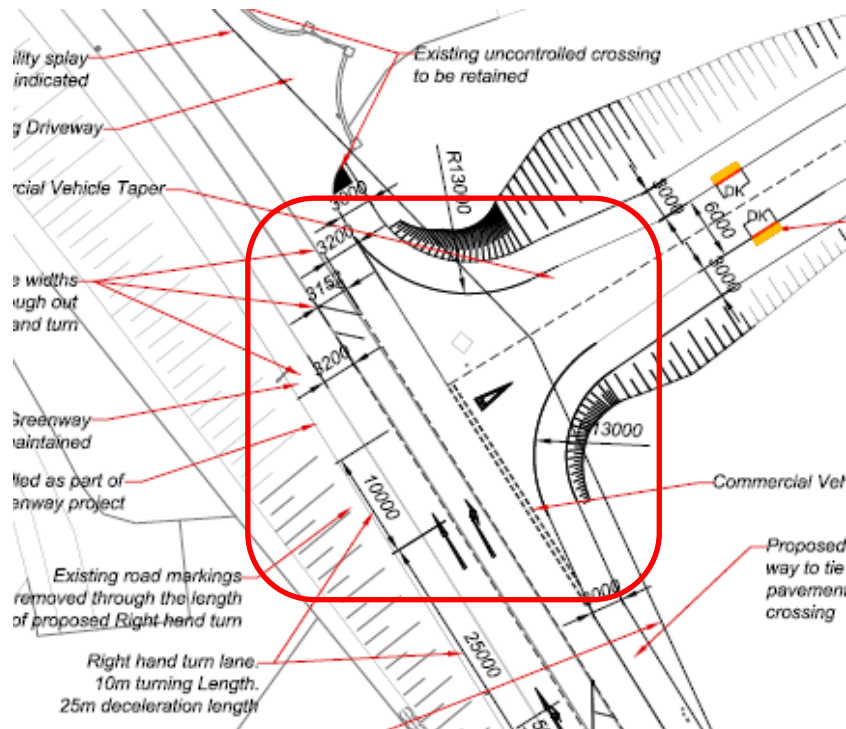 ility splay
indicated
Existing uncontrolled crossing
to be retained
g Driveway
rcial Vehicle Taper
R13000
DK
DK
3000
6000
3000
3200
3152
3200
e widths
ough out
and turn
Greenway
aintained
lled as part of
enway project
13000
10000
Commercial Veh
Existing road markings
removed through the length
of proposed Right hand turn
Proposed
way to tie
pavement
crossing
Right hand turn lane.
10m turning Length.
25m deceleration length
25000